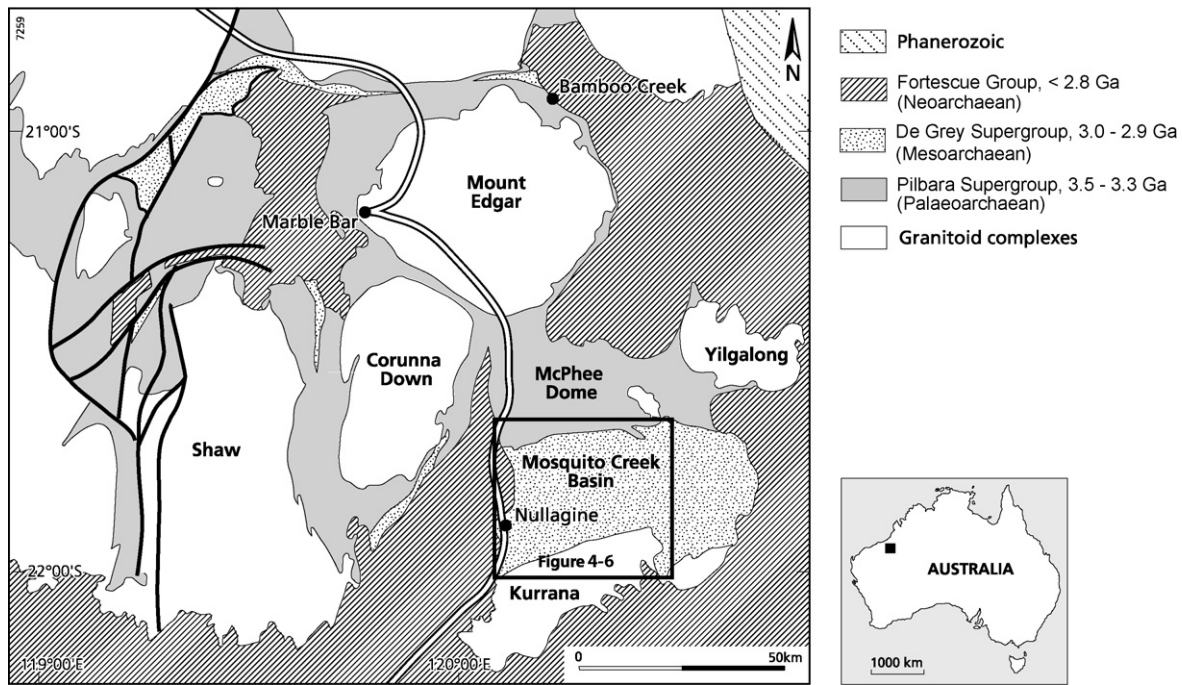 7259
N
Bamboo Creek
21°00'S
Mount
Edgar
Marble Bar
Yilgalong
Corunna
Down
McPhee
Dome
Shaw
Mosquito Creek
Basin
Nullagine
Figure 4-6
22°00'S
Kurrana
119°00'E
120°00'E
0
50km
Phanerozoic
Fortescue Group, < 2.8 Ga
(Neoarchaean)
De Grey Supergroup, 3.0 - 2.9 Ga
(Mesoarchaean)
Pilbara Supergroup, 3.5 - 3.3 Ga
(Palaeoarchaean)
Granitoid complexes
AUSTRALIA
1000 km